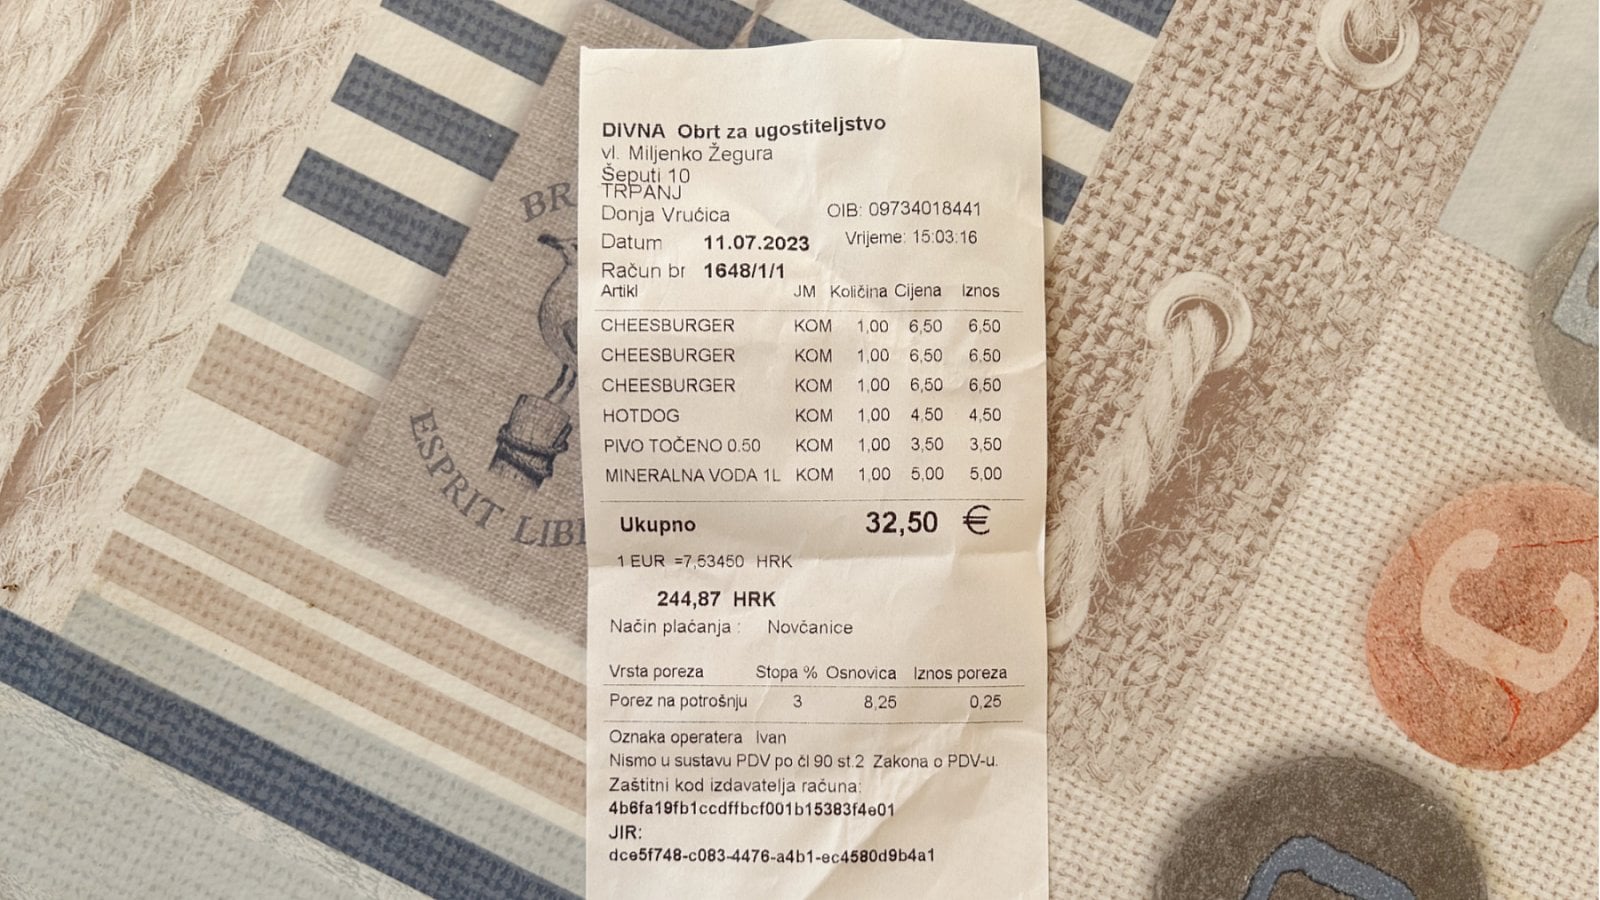 DIVNA Obrt za ugostiteljstvo
vl. Miljenko Žegura
Šeputi 10
TRPANJ
Donja Vrućica OIB: 09734018441
Datum 11.07.2023 Vrijeme: 15:03:16
Račun br 1648/1/1
Artikl JM Količina Cijena Iznos
CHEESBURGER KOM 1,00 6,50 6,50
CHEESBURGER KOM 1,00 6,50 6,50
CHEESBURGER KOM 1,00 6,50 6,50
HOTDOG KOM 1,00 4,50 4,50
PIVO TOČENO 0.50 KOM 1,00 3,50 3,50
MINERALNA VODA 1L KOM 1,00 5,00 5,00
Ukupno 32,50 €
1 EUR =7,53450 HRK
244,87 HRK
Način plaćanja : Novčanice
Vrsta poreza Stopa % Osnovica Iznos poreza
Porez na potrošnju 3 8,25 0,25
Oznaka operatera Ivan
Nismo u sustavu PDV po čl 90 st.2 Zakona o PDV-u.
Zaštitni kod izdavatelja računa:
4b6fa19fb1ccdffbcf001b15383f4e01
JIR:
dce5f748-c083-4476-a4b1-ec4580d9b4a1
ESPRIT
C